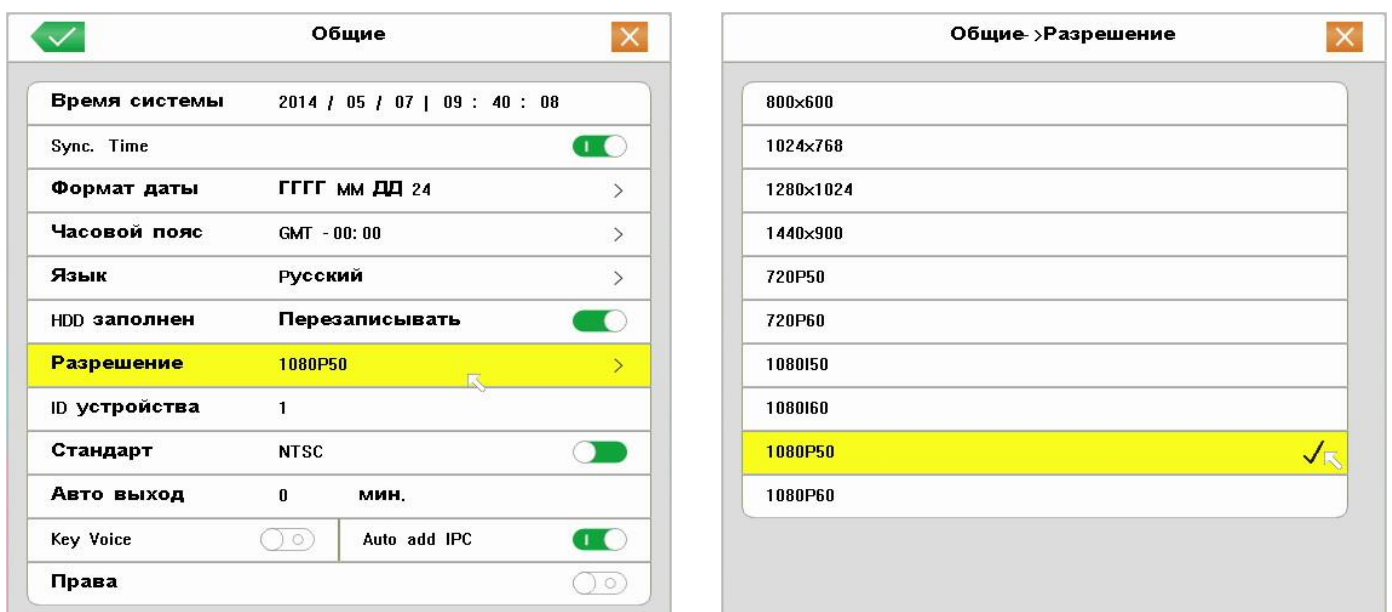 Общие
Время системы 2014 / 05 / 07 | 09 : 40 : 08
Sync. Time
Формат даты ГГГГ ММ ДД 24
Часовой пояс GMT -00:00
Язык Русский
HDD заполнен Перезаписывать
Разрешение 1080P50
ID устройства 1
Стандарт NTSC
Авто выход 0 мин.
Key Voice Auto add IPC
Права
Общие->Разрешение
800x600
1024x768
1280x1024
1440x900
720P50
720P60
1080I50
1080I60
1080P50
1080P60